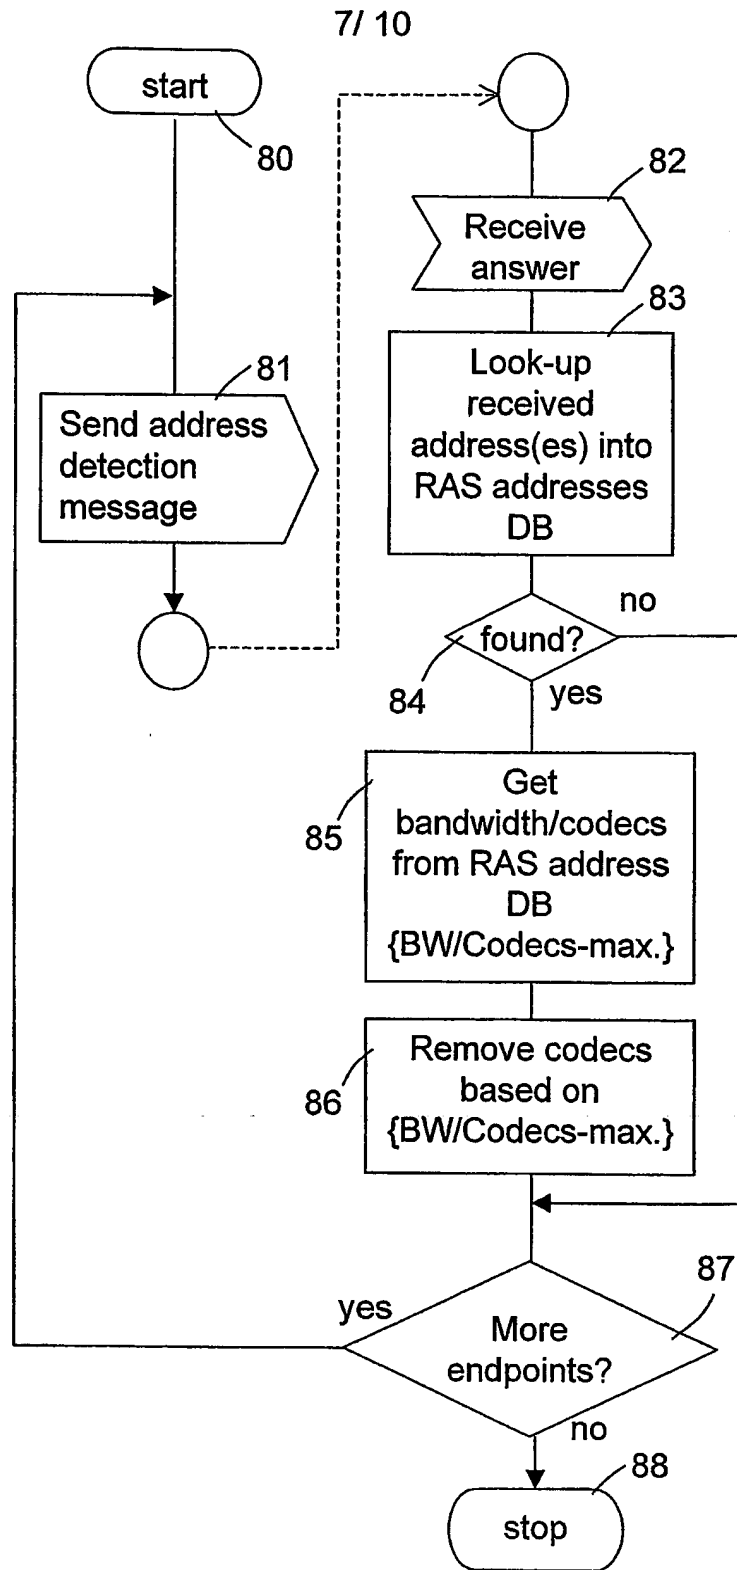 7/ 10
start
80
81
Send address
detection
message
82
Receive
answer
83
Look-up
received
address(es) into
RAS addresses
DB
no
found?
84
yes
Get
bandwidth/codecs
from RAS address
DB
{BW/Codecs-max.}
85
Remove codecs
based on
{BW/Codecs-max.}
86
87
yes
More
endpoints?
no
88
stop